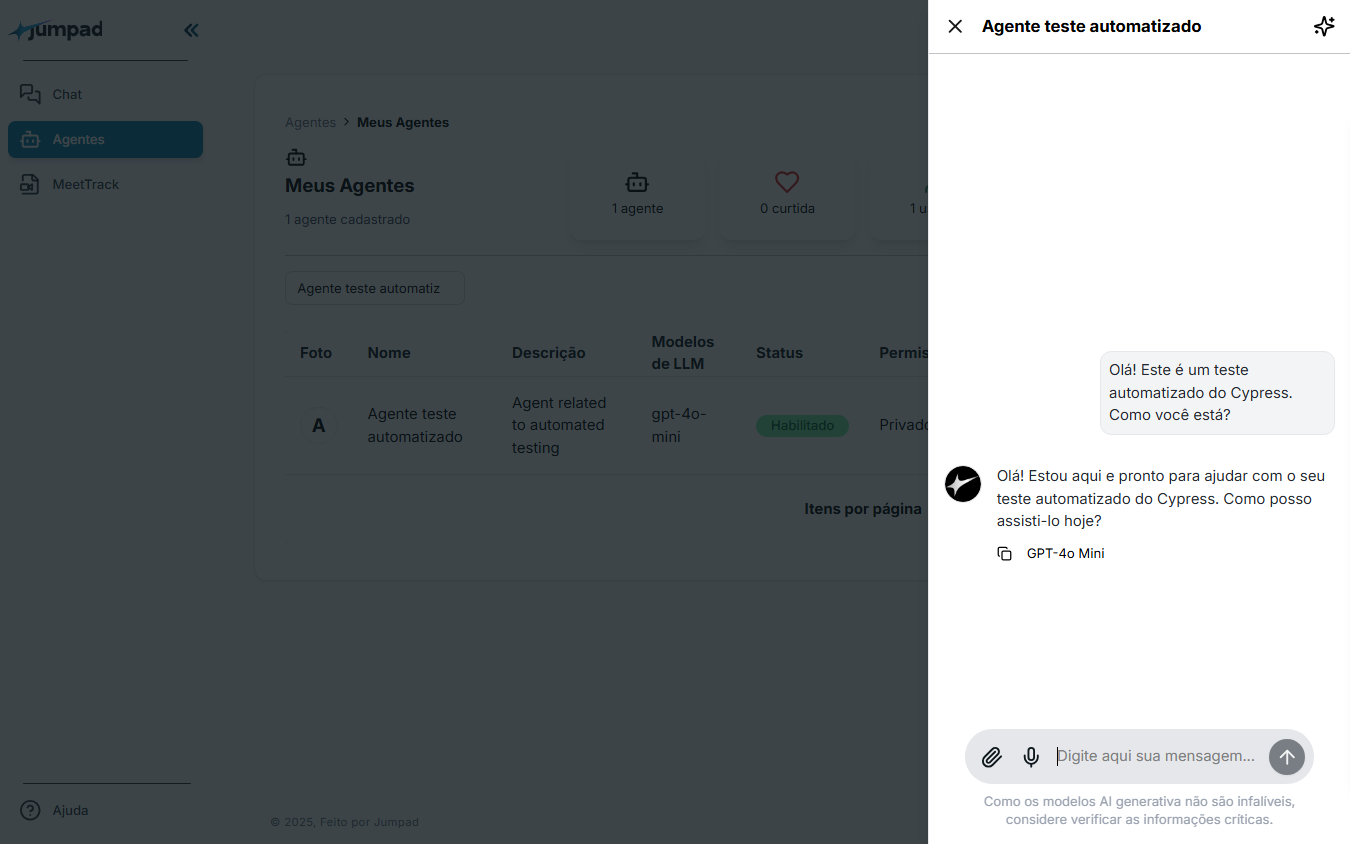 jumpad
Chat
Agentes
MeetTrack
Ajuda
Agentes > Meus Agentes
Meus Agentes
1 agente cadastrado
1 agente
0 curtida
1 u
Agente teste automatiz
Foto Nome Descrição Modelos de LLM Status Permis
A
Agente teste
automatizado
Agent related
to automated
testing
gpt-4o-
mini
Habilitado
Privado
Itens por página
© 2025, Feito por Jumpad
Agente teste automatizado
Olá! Este é um teste
automatizado do Cypress.
Como você está?
Olá! Estou aqui e pronto para ajudar com o seu
teste automatizado do Cypress. Como posso
assisti-lo hoje?
GPT-4o Mini
Digite aqui sua mensagem...
Como os modelos AI generativa não são infalíveis,
considere verificar as informações críticas.